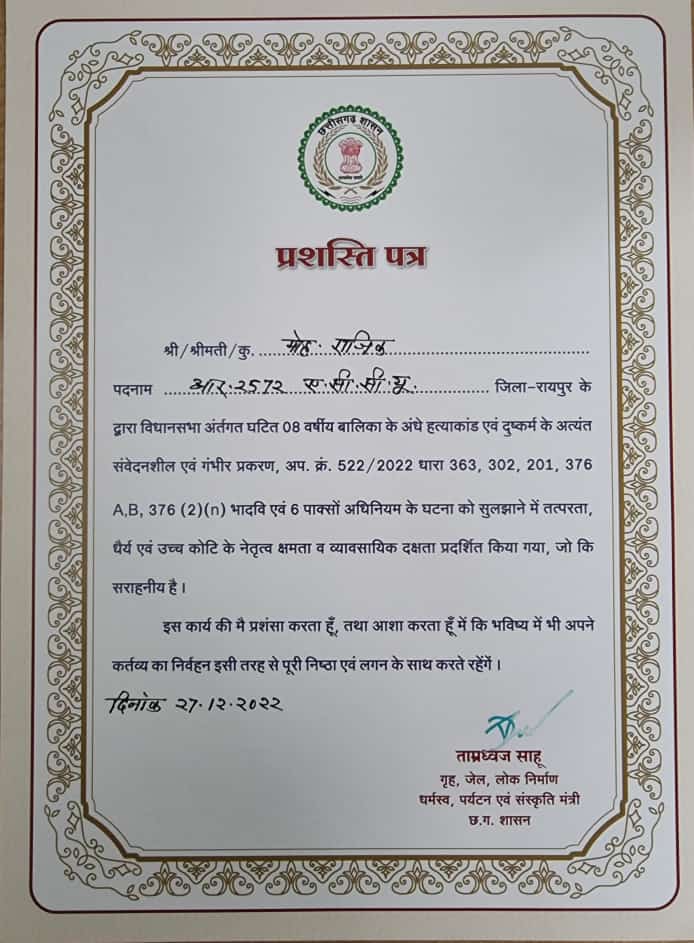 छत्तीसगढ़ शासन
प्रशस्ति पत्र
श्री/श्रीमती/कु. मोह. राजिक
पदनाम आर. 2572 ए.सी.सी.यू. जिला-रायपुर के
द्वारा विधानसभा अंर्तगत घटित 08 वर्षीय बालिका के अंधे हत्याकांड एवं दुष्कर्म के अत्यंत
संवेदनशील एवं गंभीर प्रकरण, अप. क्रं. 522/2022 धारा 363, 302, 201, 376
A,B, 376 (2)(n) भादवि एवं 6 पाक्सों अधिनियम के घटना को सुलझाने में तत्परता,
धैर्य एवं उच्च कोटि के नेतृत्व क्षमता व व्यावसायिक दक्षता प्रदर्शित किया गया, जो कि
सराहनीय है।
इस कार्य की मै प्रशंसा करता हूँ, तथा आशा करता हूँ में कि भविष्य में भी अपने
कर्तव्य का निर्वहन इसी तरह से पूरी निष्ठा एवं लगन के साथ करते रहेंगें।
दिनांक 27.12.2022
ताम्रध्वज साहू
गृह, जेल, लोक निर्माण
धर्मस्व, पर्यटन एवं संस्कृति मंत्री
छ.ग. शासन